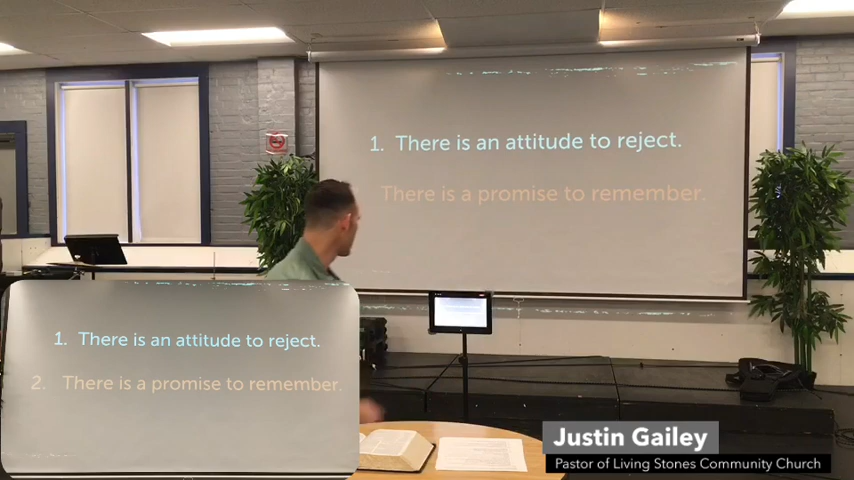 1. There is an attitude to reject.
There is a promise to remember.
1. There is an attitude to reject.
2. There is a promise to remember.
Justin Gailey
Pastor of Living Stones Community Church